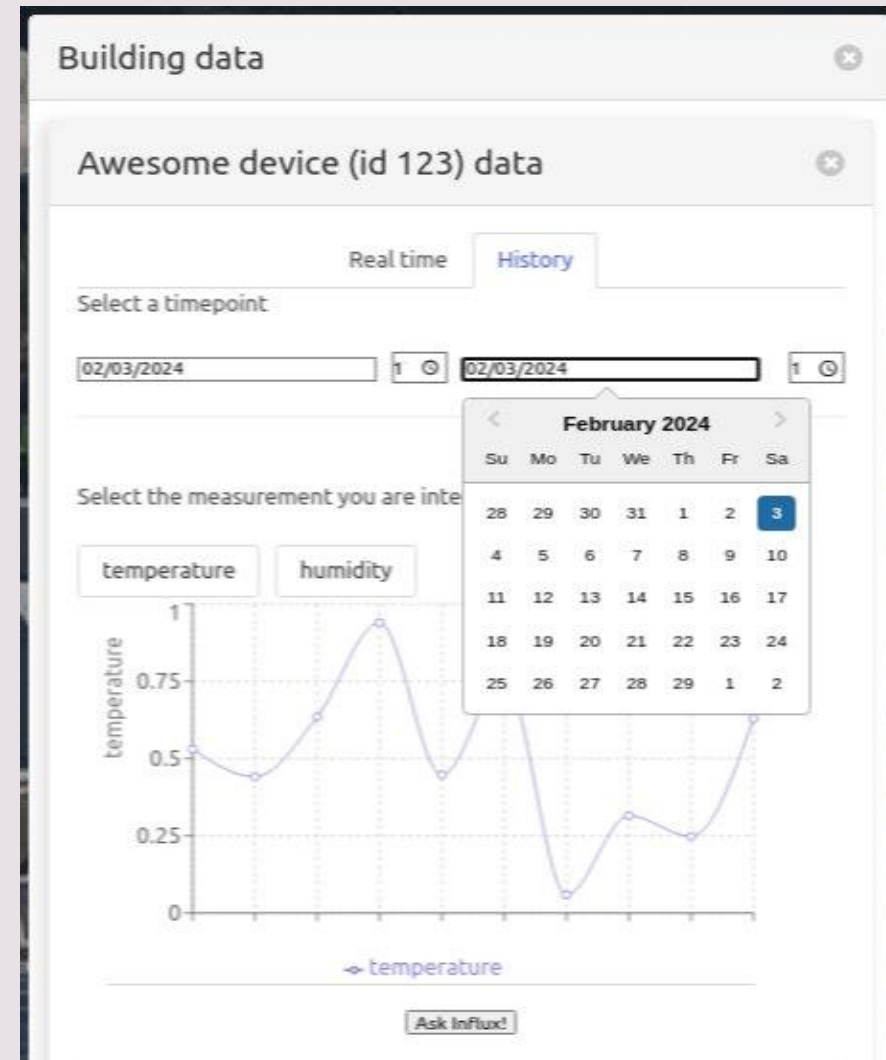 Building data
Awesome device (id 123) data
Real time History
Select a timepoint
02/03/2024 1 02/03/2024 1
February 2024
Su Mo Tu We Th Fr Sa
Select the measurement you are inte
28 29 30 31 1 2 3
4 5 6 7 8 9 10
temperature humidity
11 12 13 14 15 16 17
18 19 20 21 22 23 24
25 26 27 28 29 1 2
temperature
1
0.75
0.5
0.25
0
temperature
Ask Influx!